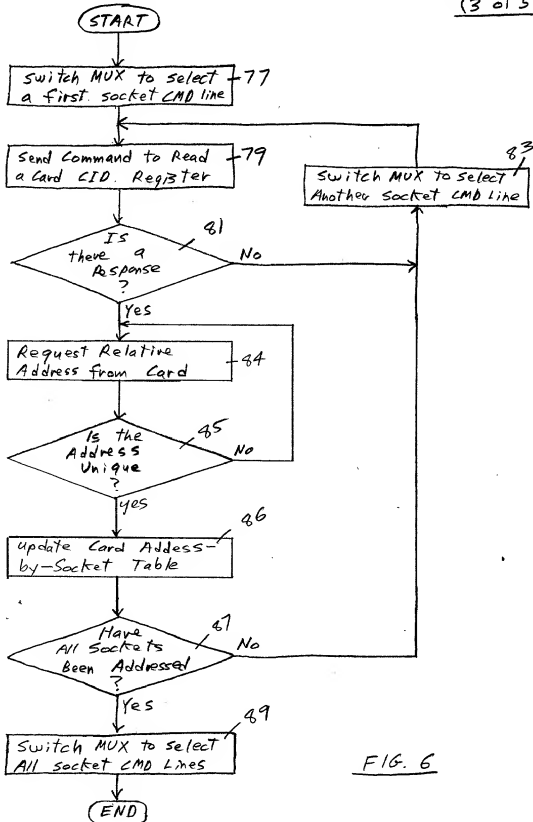 (3 of 5
START
Switch MUX to select
a first. socket CMD line
77
Send Command to Read
a Card CID. Register
79
83
Switch MUX to select
Another Socket CMD Line
81
Is
there a
Response
?
No
Yes
Request Relative
Address from Card
84
85
Is the
Address
Unique
?
No
yes
86
update Card Addess-
by-Socket Table
87
Have
All Sockets
Been Addressed
?
No
Yes
89
Switch MUX to select
All socket CMD Lines
FIG. 6
END